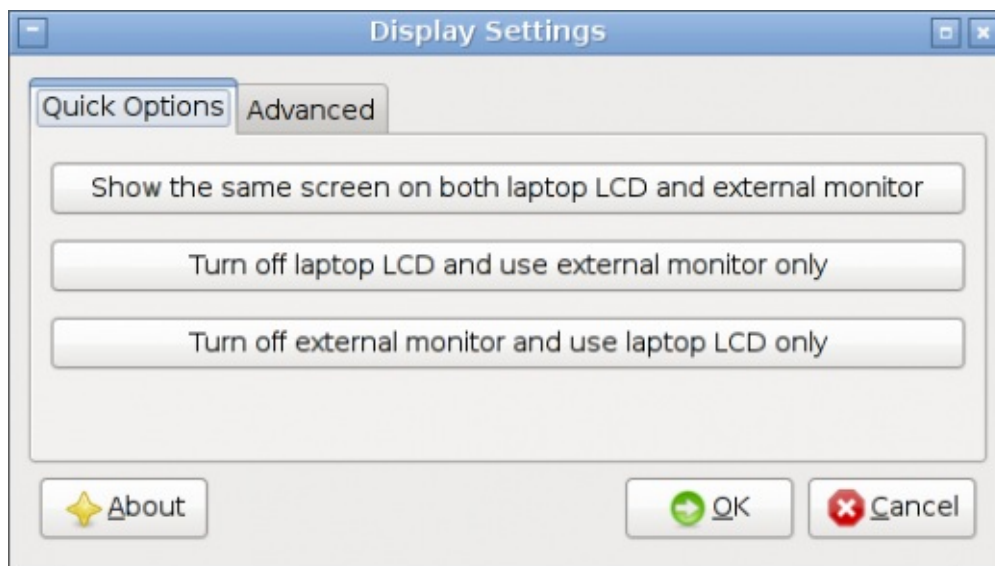 Display Settings
Quick Options
Advanced
Show the same screen on both laptop LCD and external monitor
Turn off laptop LCD and use external monitor only
Turn off external monitor and use laptop LCD only
About
OK
Cancel